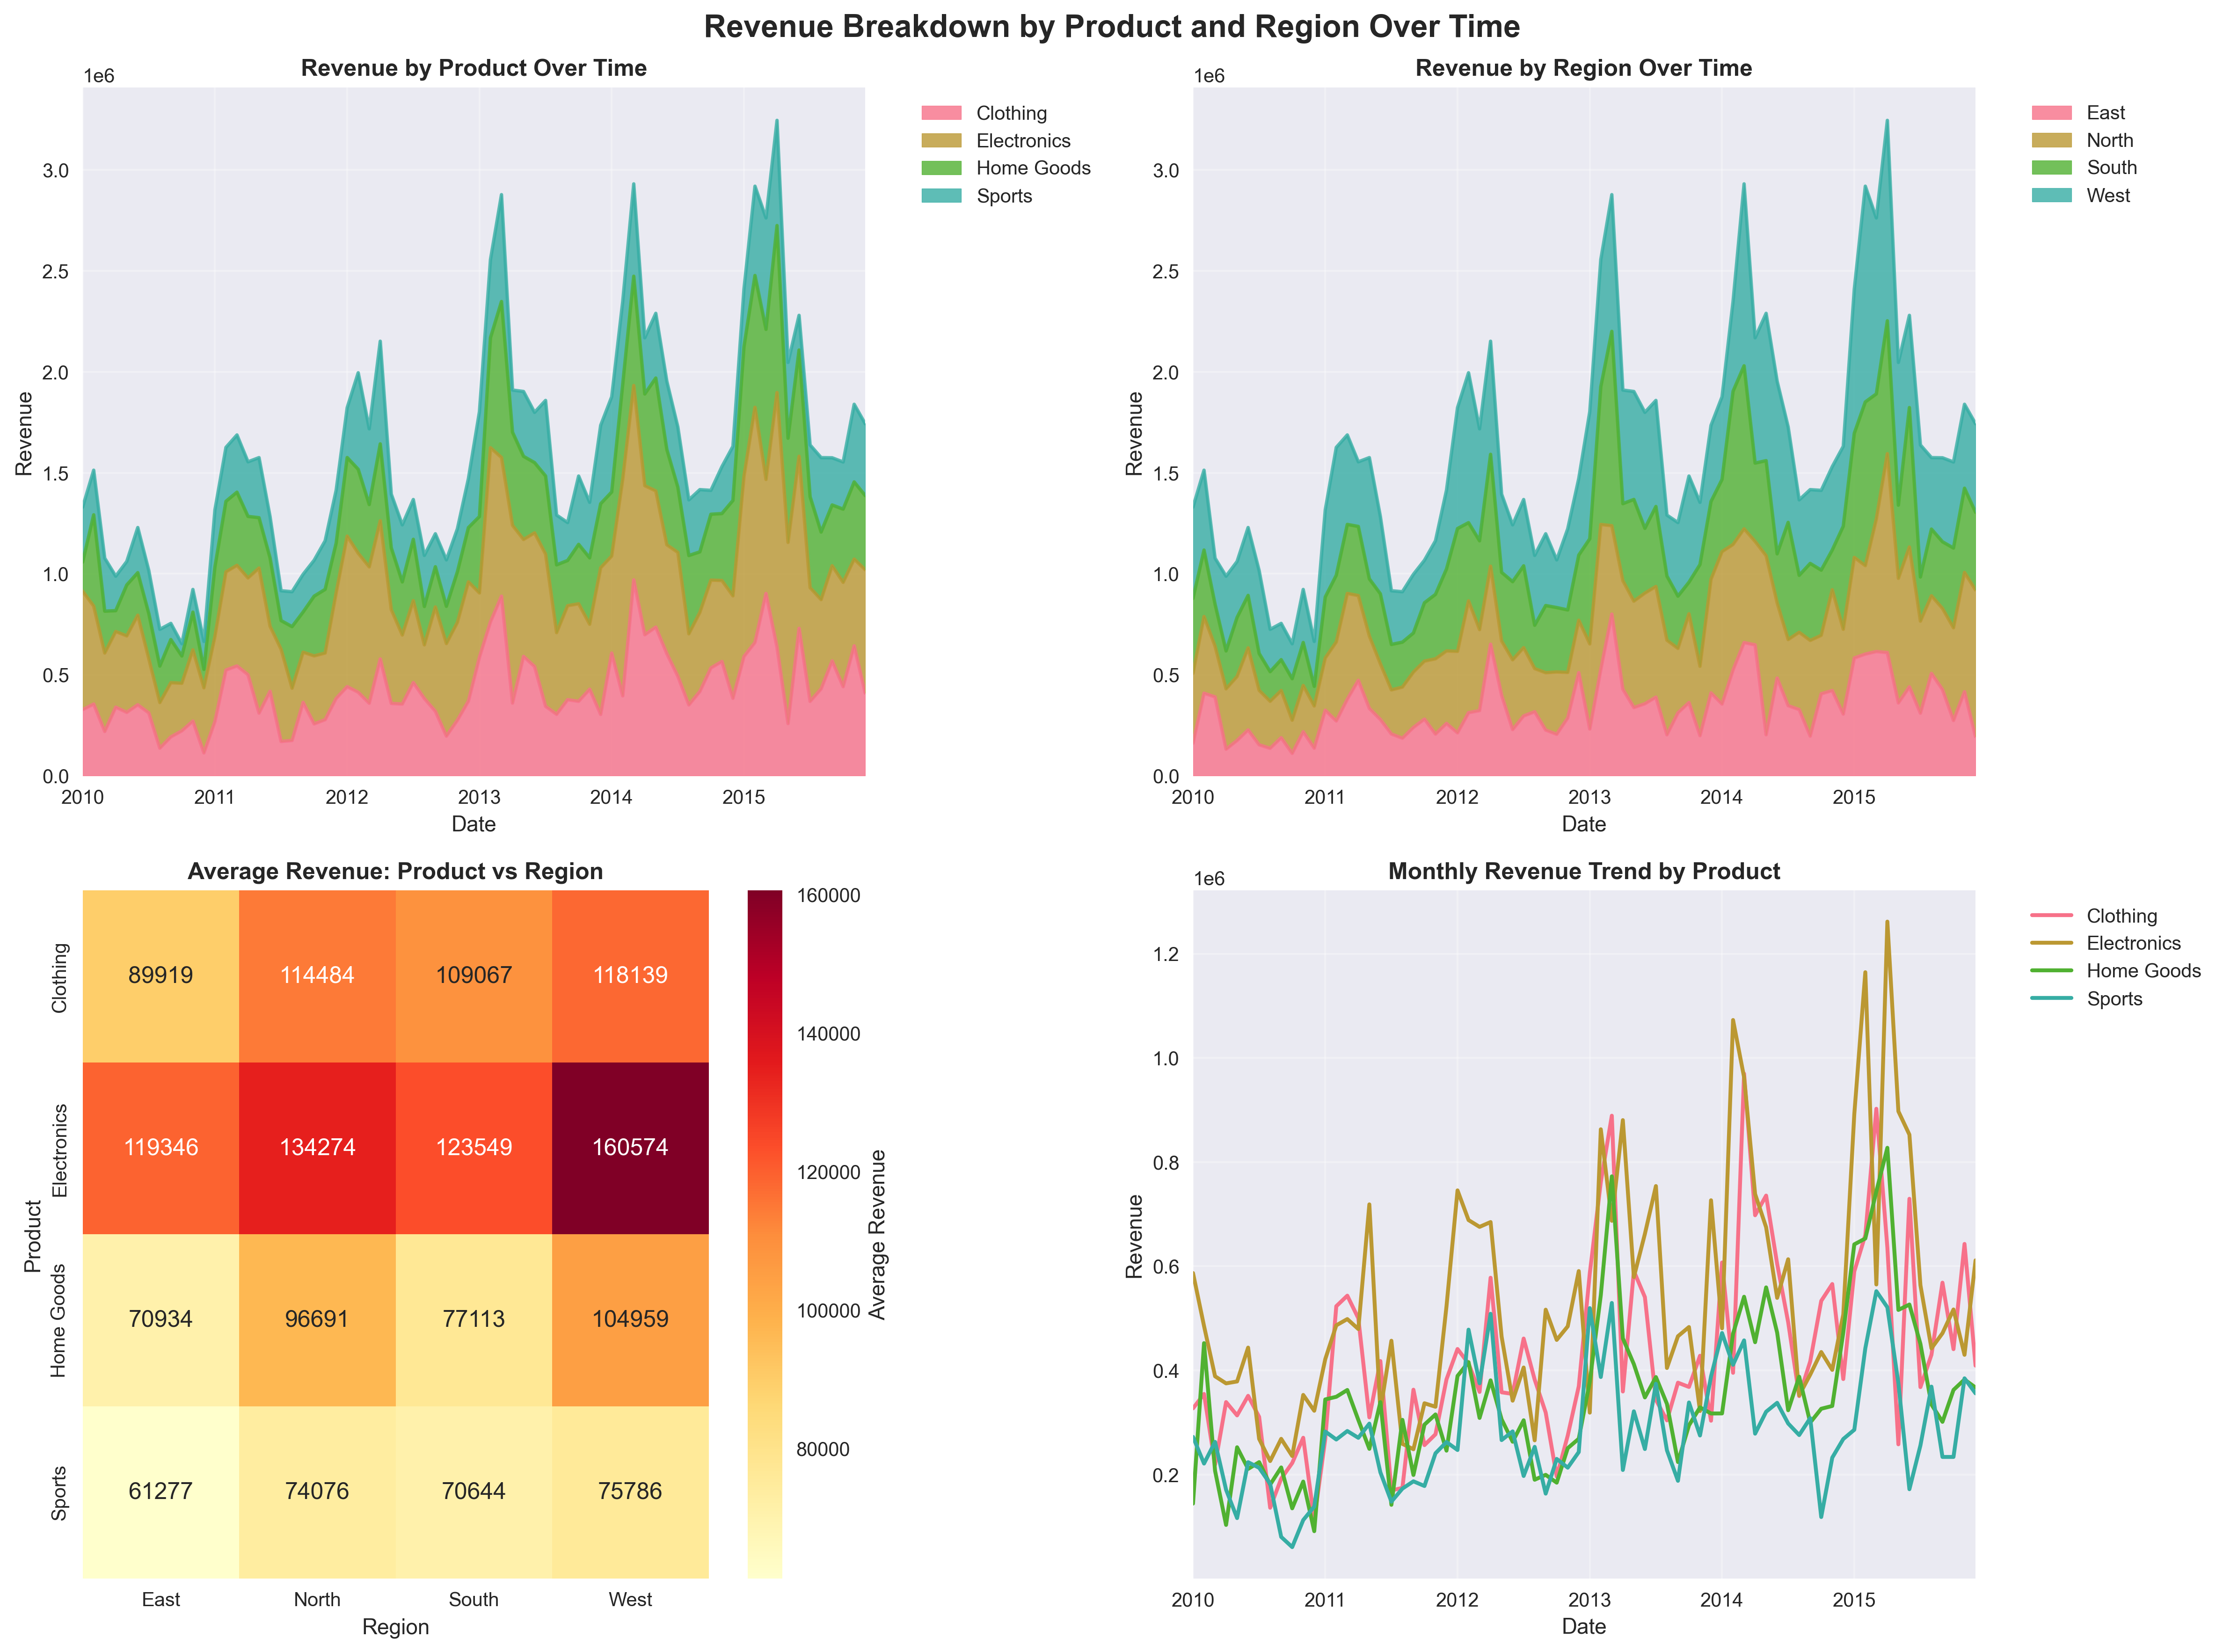 Revenue Breakdown by Product and Region Over Time
Revenue by Product Over Time
1e6
3.0
2.5
2.0
1.5
1.0
0.5
0.0
Revenue
2010 2011 2012 2013 2014 2015
Date
Clothing
Electronics
Home Goods
Sports
Revenue by Region Over Time
1e6
3.0
2.5
2.0
1.5
1.0
0.5
0.0
Revenue
2010 2011 2012 2013 2014 2015
Date
East
North
South
West
Average Revenue: Product vs Region
Product
Clothing
89919 114484 109067 118139
Electronics
119346 134274 123549 160574
Home Goods
70934 96691 77113 104959
Sports
61277 74076 70644 75786
East North South West
Region
160000
140000
120000
100000
80000
Average Revenue
Monthly Revenue Trend by Product
1e6
1.2
1.0
0.8
0.6
0.4
0.2
Revenue
2010 2011 2012 2013 2014 2015
Date
Clothing
Electronics
Home Goods
Sports